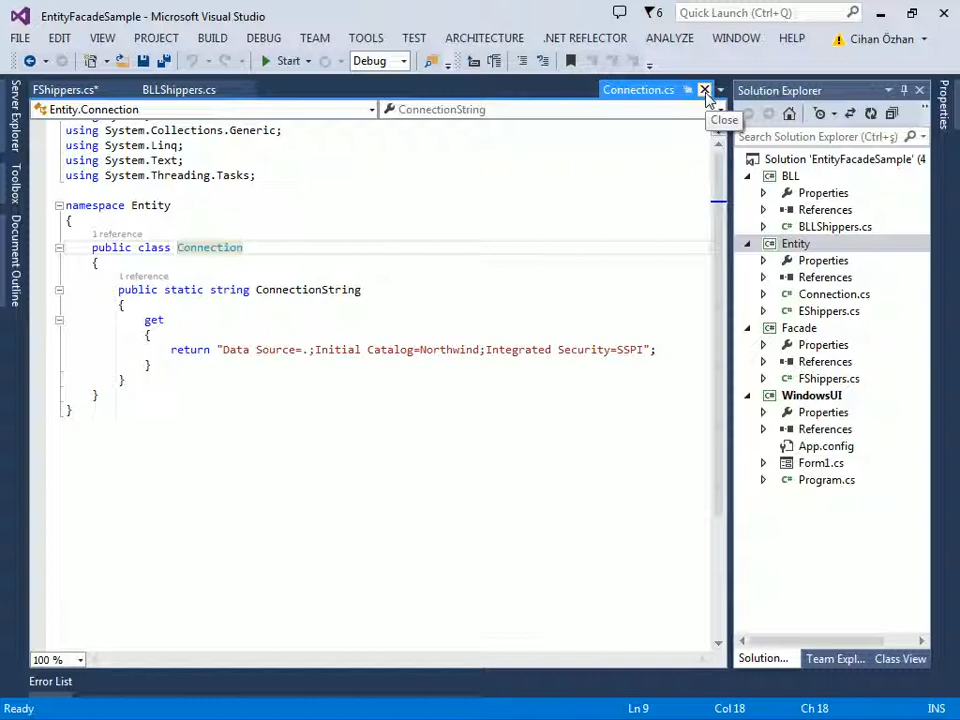 EntityFacadeSample - Microsoft Visual Studio
6
Quick Launch (Ctrl+Q)
FILE EDIT VIEW PROJECT BUILD DEBUG TEAM TOOLS TEST ARCHITECTURE .NET REFLECTOR ANALYZE WINDOW HELP Cihan Özhan
Start Debug
FShippers.cs* BLLShippers.cs Connection.cs
Entity.Connection ConnectionString
Close
using System.Collections.Generic;
using System.Linq;
using System.Text;
using System.Threading.Tasks;
namespace Entity
{
1 reference
public class Connection
{
1 reference
public static string ConnectionString
{
get
{
return "Data Source=.;Initial Catalog=Northwind;Integrated Security=SSPI";
}
}
}
}
100 %
Server Explorer
Toolbox
Document Outline
Solution Explorer
Search Solution Explorer (Ctrl+ş)
Solution 'EntityFacadeSample' (4
BLL
Properties
References
BLLShippers.cs
Entity
Properties
References
Connection.cs
EShippers.cs
Facade
Properties
References
FShippers.cs
WindowsUI
Properties
References
App.config
Form1.cs
Program.cs
Solution... Team Expl... Class View
Properties
Error List
Ready Ln 9 Col 18 Ch 18 INS